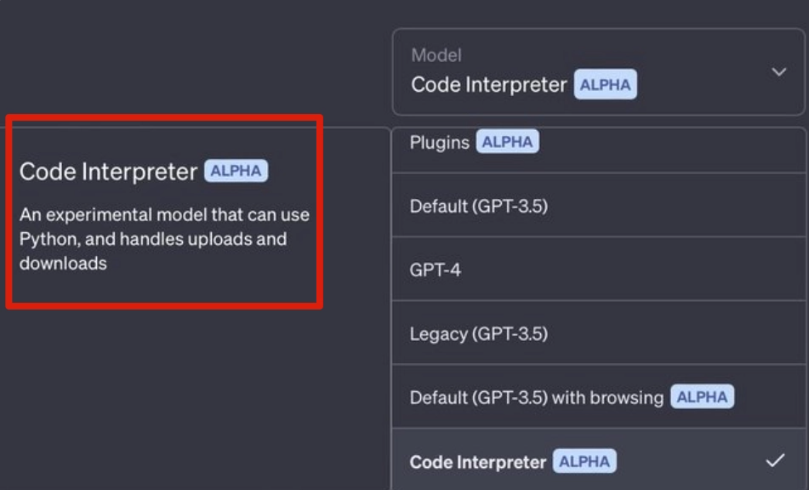 Model
Code Interpreter ALPHA
Code Interpreter ALPHA
An experimental model that can use
Python, and handles uploads and
downloads
Plugins ALPHA
Default (GPT-3.5)
GPT-4
Legacy (GPT-3.5)
Default (GPT-3.5) with browsing ALPHA
Code Interpreter ALPHA